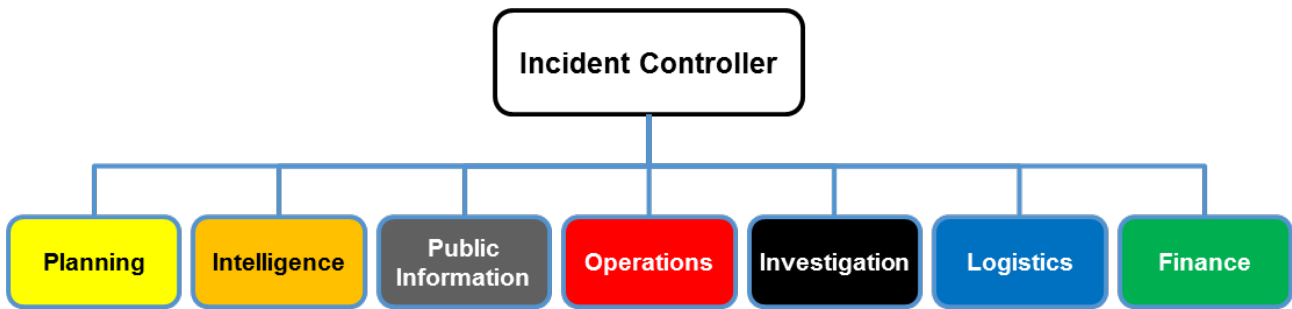 Incident Controller
Planning
Intelligence
Public
Information
Operations
Investigation
Logistics
Finance